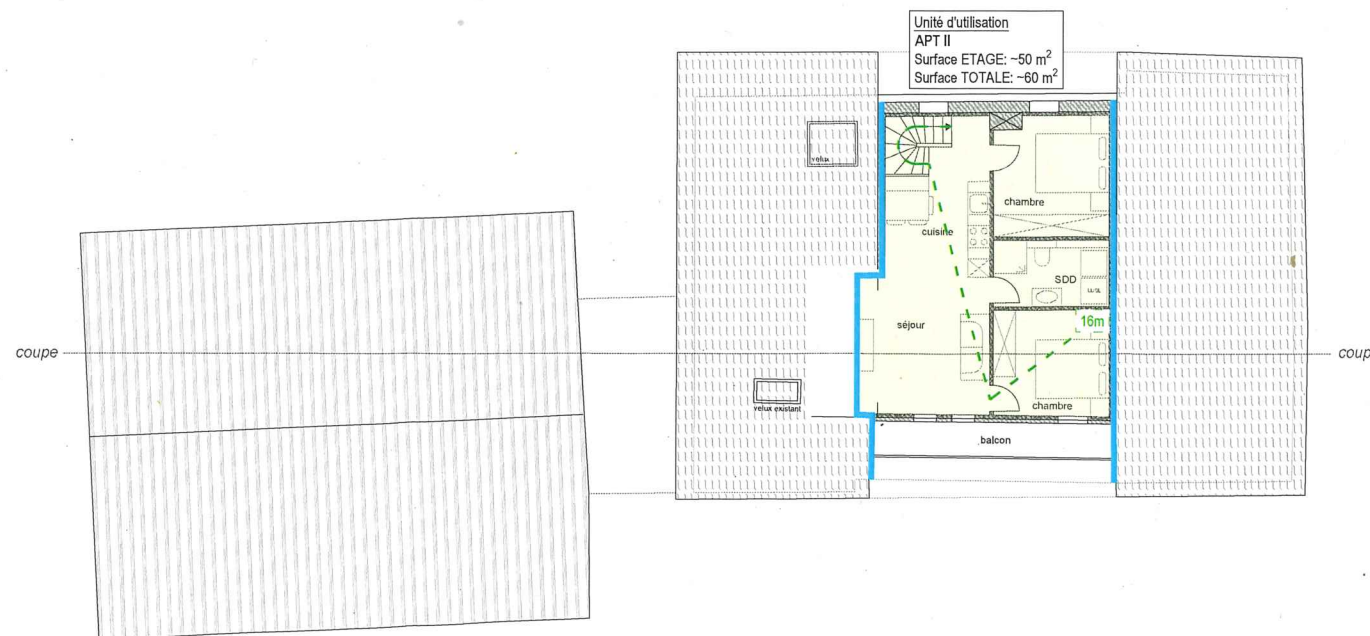 Unité d'utilisation
APT II
Surface ETAGE: ~50 m²
Surface TOTALE: ~60 m²
velux
chambre
cuisine
SDD
séjour
16m
coupe
coup
velux existant
chambre
balcon